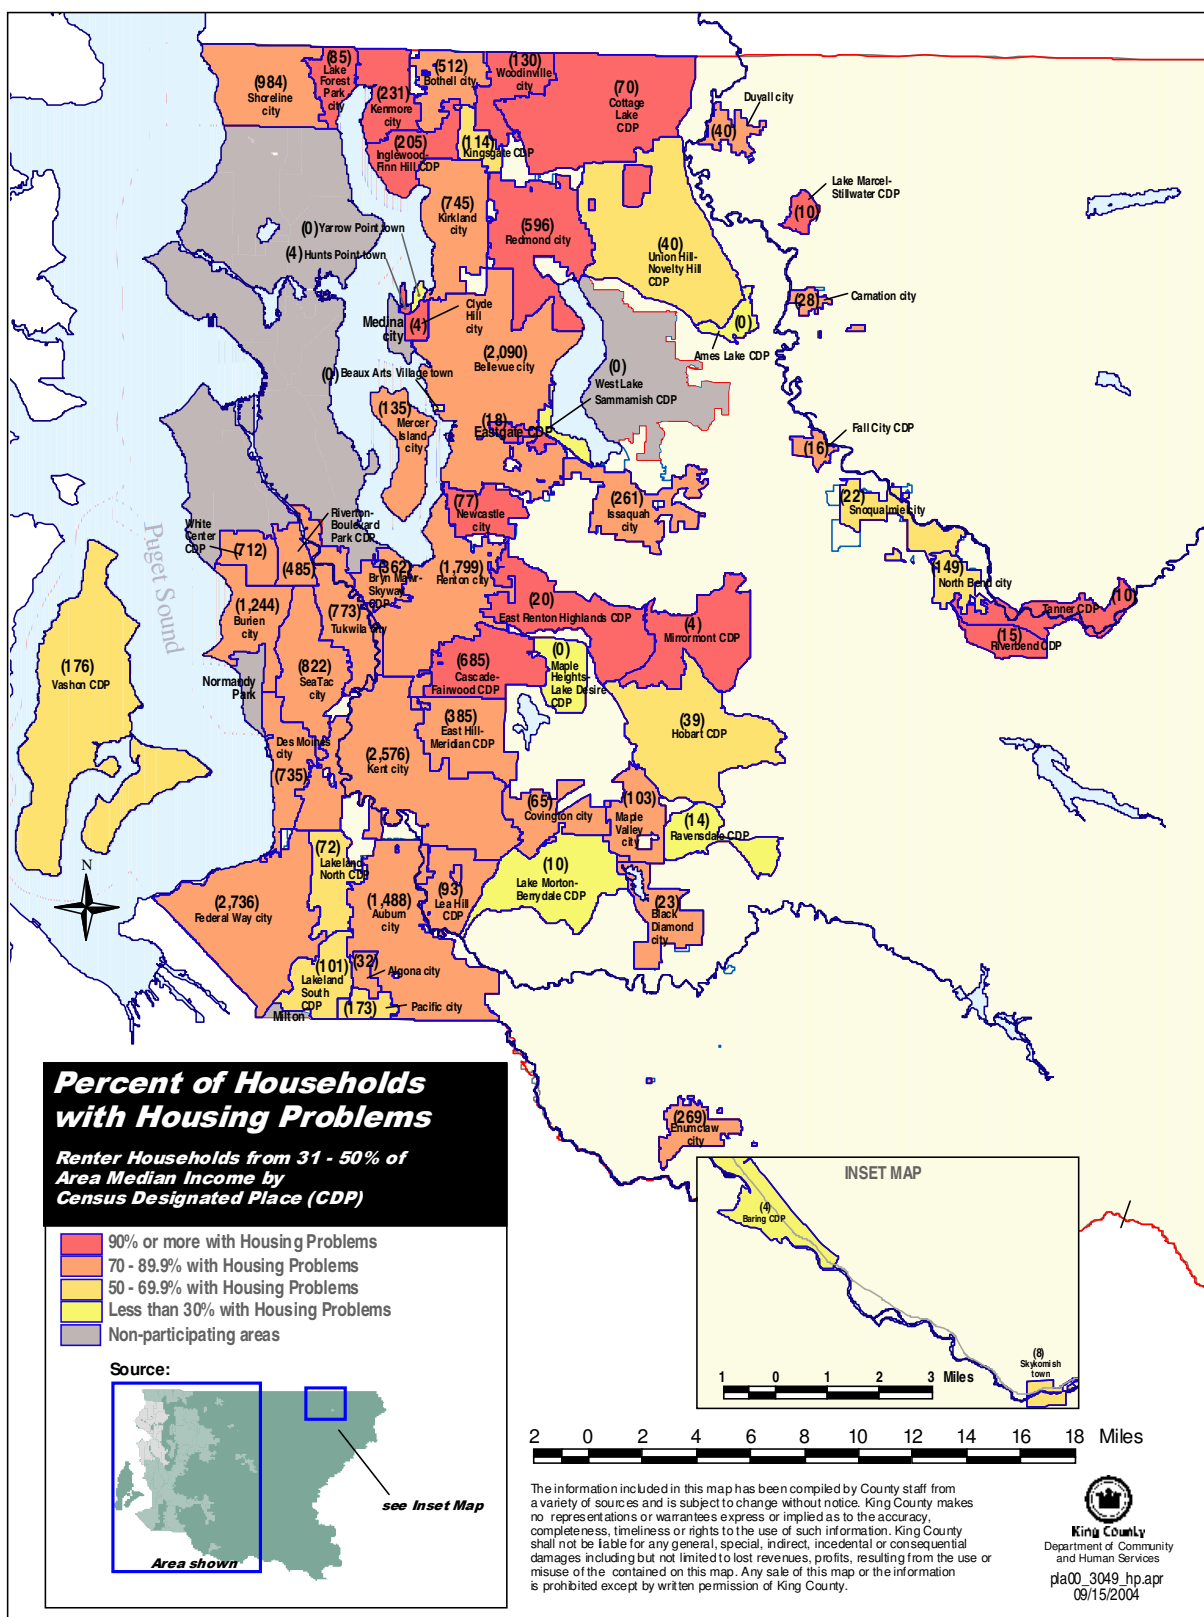 (984)
Shoreline
city
(85)
Lake
Forest
Park
city
(231)
Kenmore
city
(512)
Bothell city
(130)
Woodinville
city
(70)
Cottage
Lake
CDP
Duvall city
(40)
(205)
Inglewood-
Finn Hill CDP
(114)
Kingsgate CDP
Lake Marcel-
Stillwater CDP
(10)
(745)
Kirkland
city
(596)
Redmond city
(0) Yarrow Point town
(4) Hunts Point town
(40)
Union Hill-
Novelty Hill
CDP
Carnation city
(28)
Medina
city
(4)
Clyde
Hill
city
(0)
Ames Lake CDP
(2,090)
Bellevue city
(0)
West Lake
Sammamish CDP
(0) Beaux Arts Village town
(135)
Mercer
Island
city
(18)
Eastgate CDP
Fall City CDP
(16)
(77)
Newcastle
city
(261)
Issaquah
city
(22)
Snoqualmie city
Puget Sound
White
Center
CDP
(712)
Riverton-
Boulevard
Park CDP
(485)
(362)
Bryn Mawr-
Skyway
CDP
(1,799)
Renton city
(149)
North Bend city
(10)
Tanner CDP
(15)
Riverbend CDP
(1,244)
Burien
city
(773)
Tukwila city
(20)
East Renton Highlands CDP
(4)
Mirrormont CDP
(176)
Vashon CDP
Normandy
Park
(822)
SeaTac
city
(685)
Cascade-
Fairwood CDP
(0)
Maple
Heights-
Lake Desire
CDP
(385)
East Hill-
Meridian CDP
(39)
Hobart CDP
Des Moines
city
(735)
(2,576)
Kent city
(65)
Covington city
(103)
Maple
Valley
city
(14)
Ravensdale CDP
(72)
Lakeland
North CDP
(10)
Lake Morton-
Berrydale CDP
N
(2,736)
Federal Way city
(1,488)
Auburn
city
(93)
Lea Hill
CDP
(23)
Black
Diamond
city
(101)
Lakeland
South
CDP
(32)
Algona city
(173)
Pacific city
Milton
(269)
Enumclaw
city
Percent of Households
with Housing Problems
Renter Households from 31 - 50% of
Area Median Income by
Census Designated Place (CDP)
90% or more with Housing Problems
70 - 89.9% with Housing Problems
50 - 69.9% with Housing Problems
Less than 30% with Housing Problems
Non-participating areas
Source:
see Inset Map
Area shown
INSET MAP
(4)
Baring CDP
(8)
Skykomish
town
1 0 1 2 3 Miles
2 0 2 4 6 8 10 12 14 16 18 Miles
The information included in this map has been compiled by County staff from
a variety of sources and is subject to change without notice. King County makes
no representations or warrantees express or implied as to the accuracy,
completeness, timeliness or rights to the use of such information. King County
shall not be liable for any general, special, indirect, incedental or consequential
damages including but not limited to lost revenues, profits, resulting from the use or
misuse of the contained on this map. Any sale of this map or the information
is prohibited except by written permission of King County.
King County
Department of Community
and Human Services
pla00_3049_hp.apr
09/15/2004